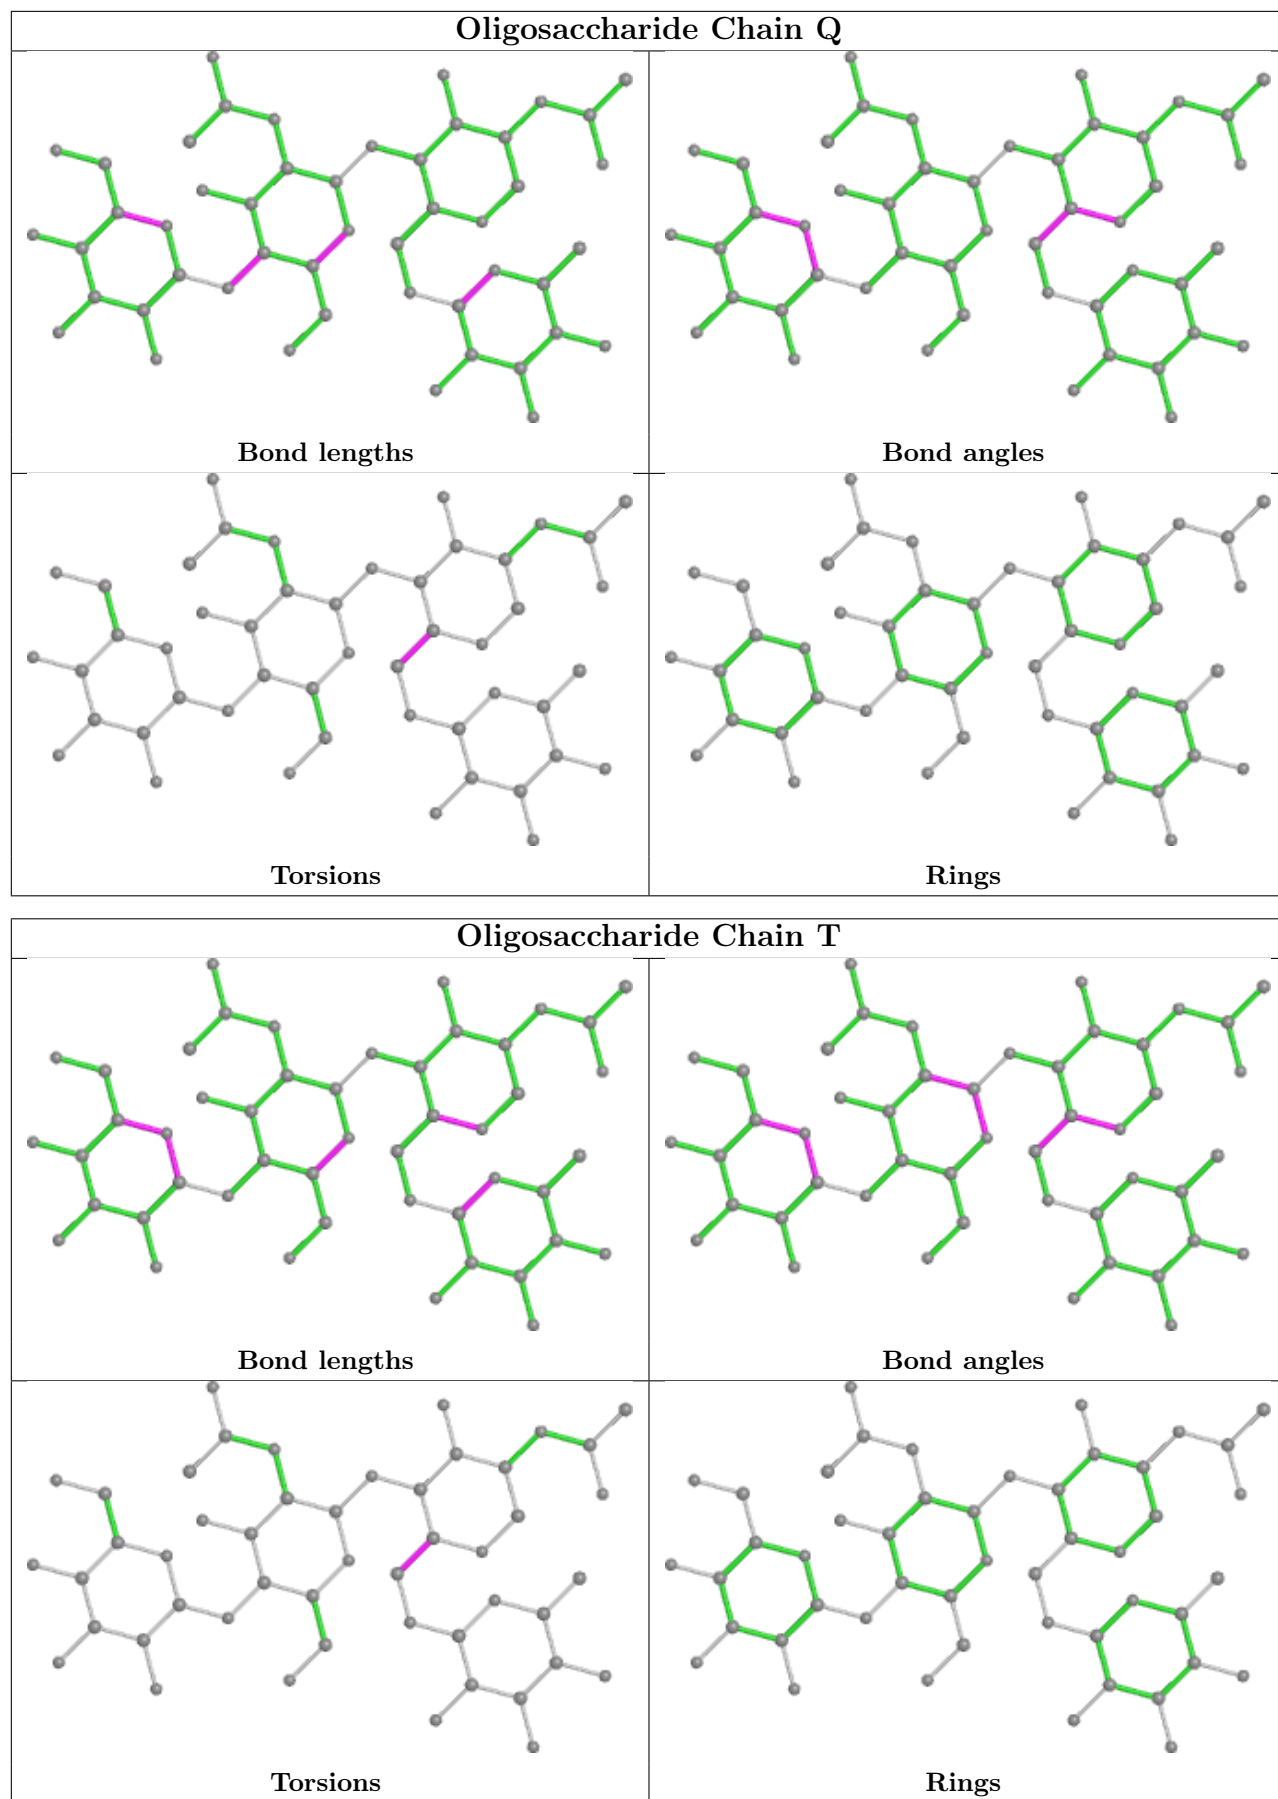 Oligosaccharide Chain Q
Bond lengths
Bond angles
Torsions
Rings
Oligosaccharide Chain T
Bond lengths
Bond angles
Torsions
Rings